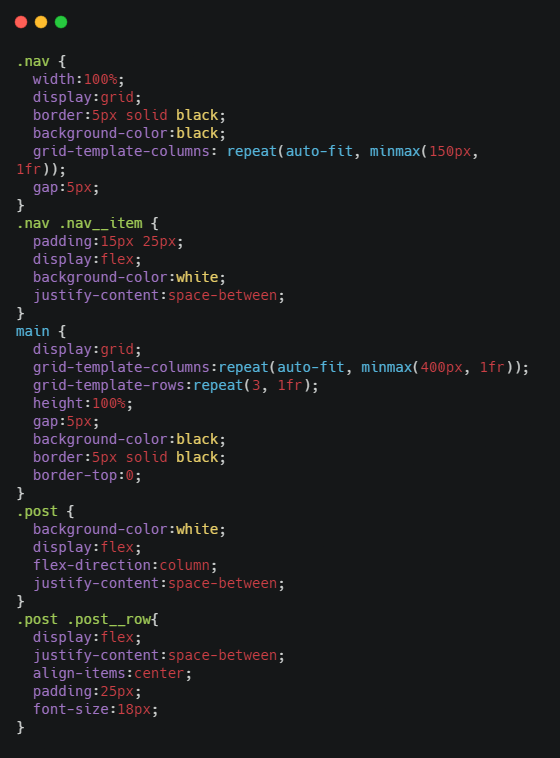 .nav {
  width:100%;
  display:grid;
  border:5px solid black;
  background-color:black;
  grid-template-columns: repeat(auto-fit, minmax(150px,
1fr));
  gap:5px;
}
.nav .nav__item {
  padding:15px 25px;
  display:flex;
  background-color:white;
  justify-content:space-between;
}
main {
  display:grid;
  grid-template-columns:repeat(auto-fit, minmax(400px, 1fr));
  grid-template-rows:repeat(3, 1fr);
  height:100%;
  gap:5px;
  background-color:black;
  border:5px solid black;
  border-top:0;
}
.post {
  background-color:white;
  display:flex;
  flex-direction:column;
  justify-content:space-between;
}
.post .post__row{
  display:flex;
  justify-content:space-between;
  align-items:center;
  padding:25px;
  font-size:18px;
}